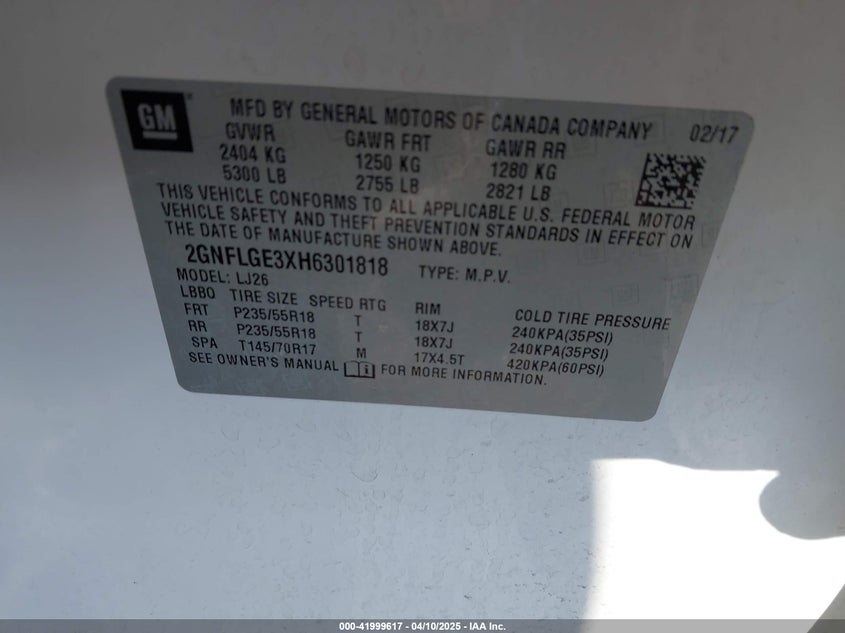 GM
MFD BY GENERAL MOTORS OF CANADA COMPANY 02/17
GVWR GAWR FRT GAWR RR
2404 KG 1250 KG 1280 KG
5300 LB 2755 LB 2821 LB
THIS VEHICLE CONFORMS TO ALL APPLICABLE U.S. FEDERAL MOTOR
VEHICLE SAFETY AND THEFT PREVENTION STANDARDS IN EFFECT ON
THE DATE OF MANUFACTURE SHOWN ABOVE.
2GNFLGE3XH6301818 TYPE: M.P.V.
MODEL: LJ26
LBBQ TIRE SIZE SPEED RTG RIM COLD TIRE PRESSURE
FRT P235/55R18 T 18X7J 240KPA(35PSI)
RR P235/55R18 T 18X7J 240KPA(35PSI)
SPA T145/70R17 M 17X4.5T 420KPA(60PSI)
SEE OWNER'S MANUAL FOR MORE INFORMATION.
000-41999617 - 04/10/2025 - IAA Inc.